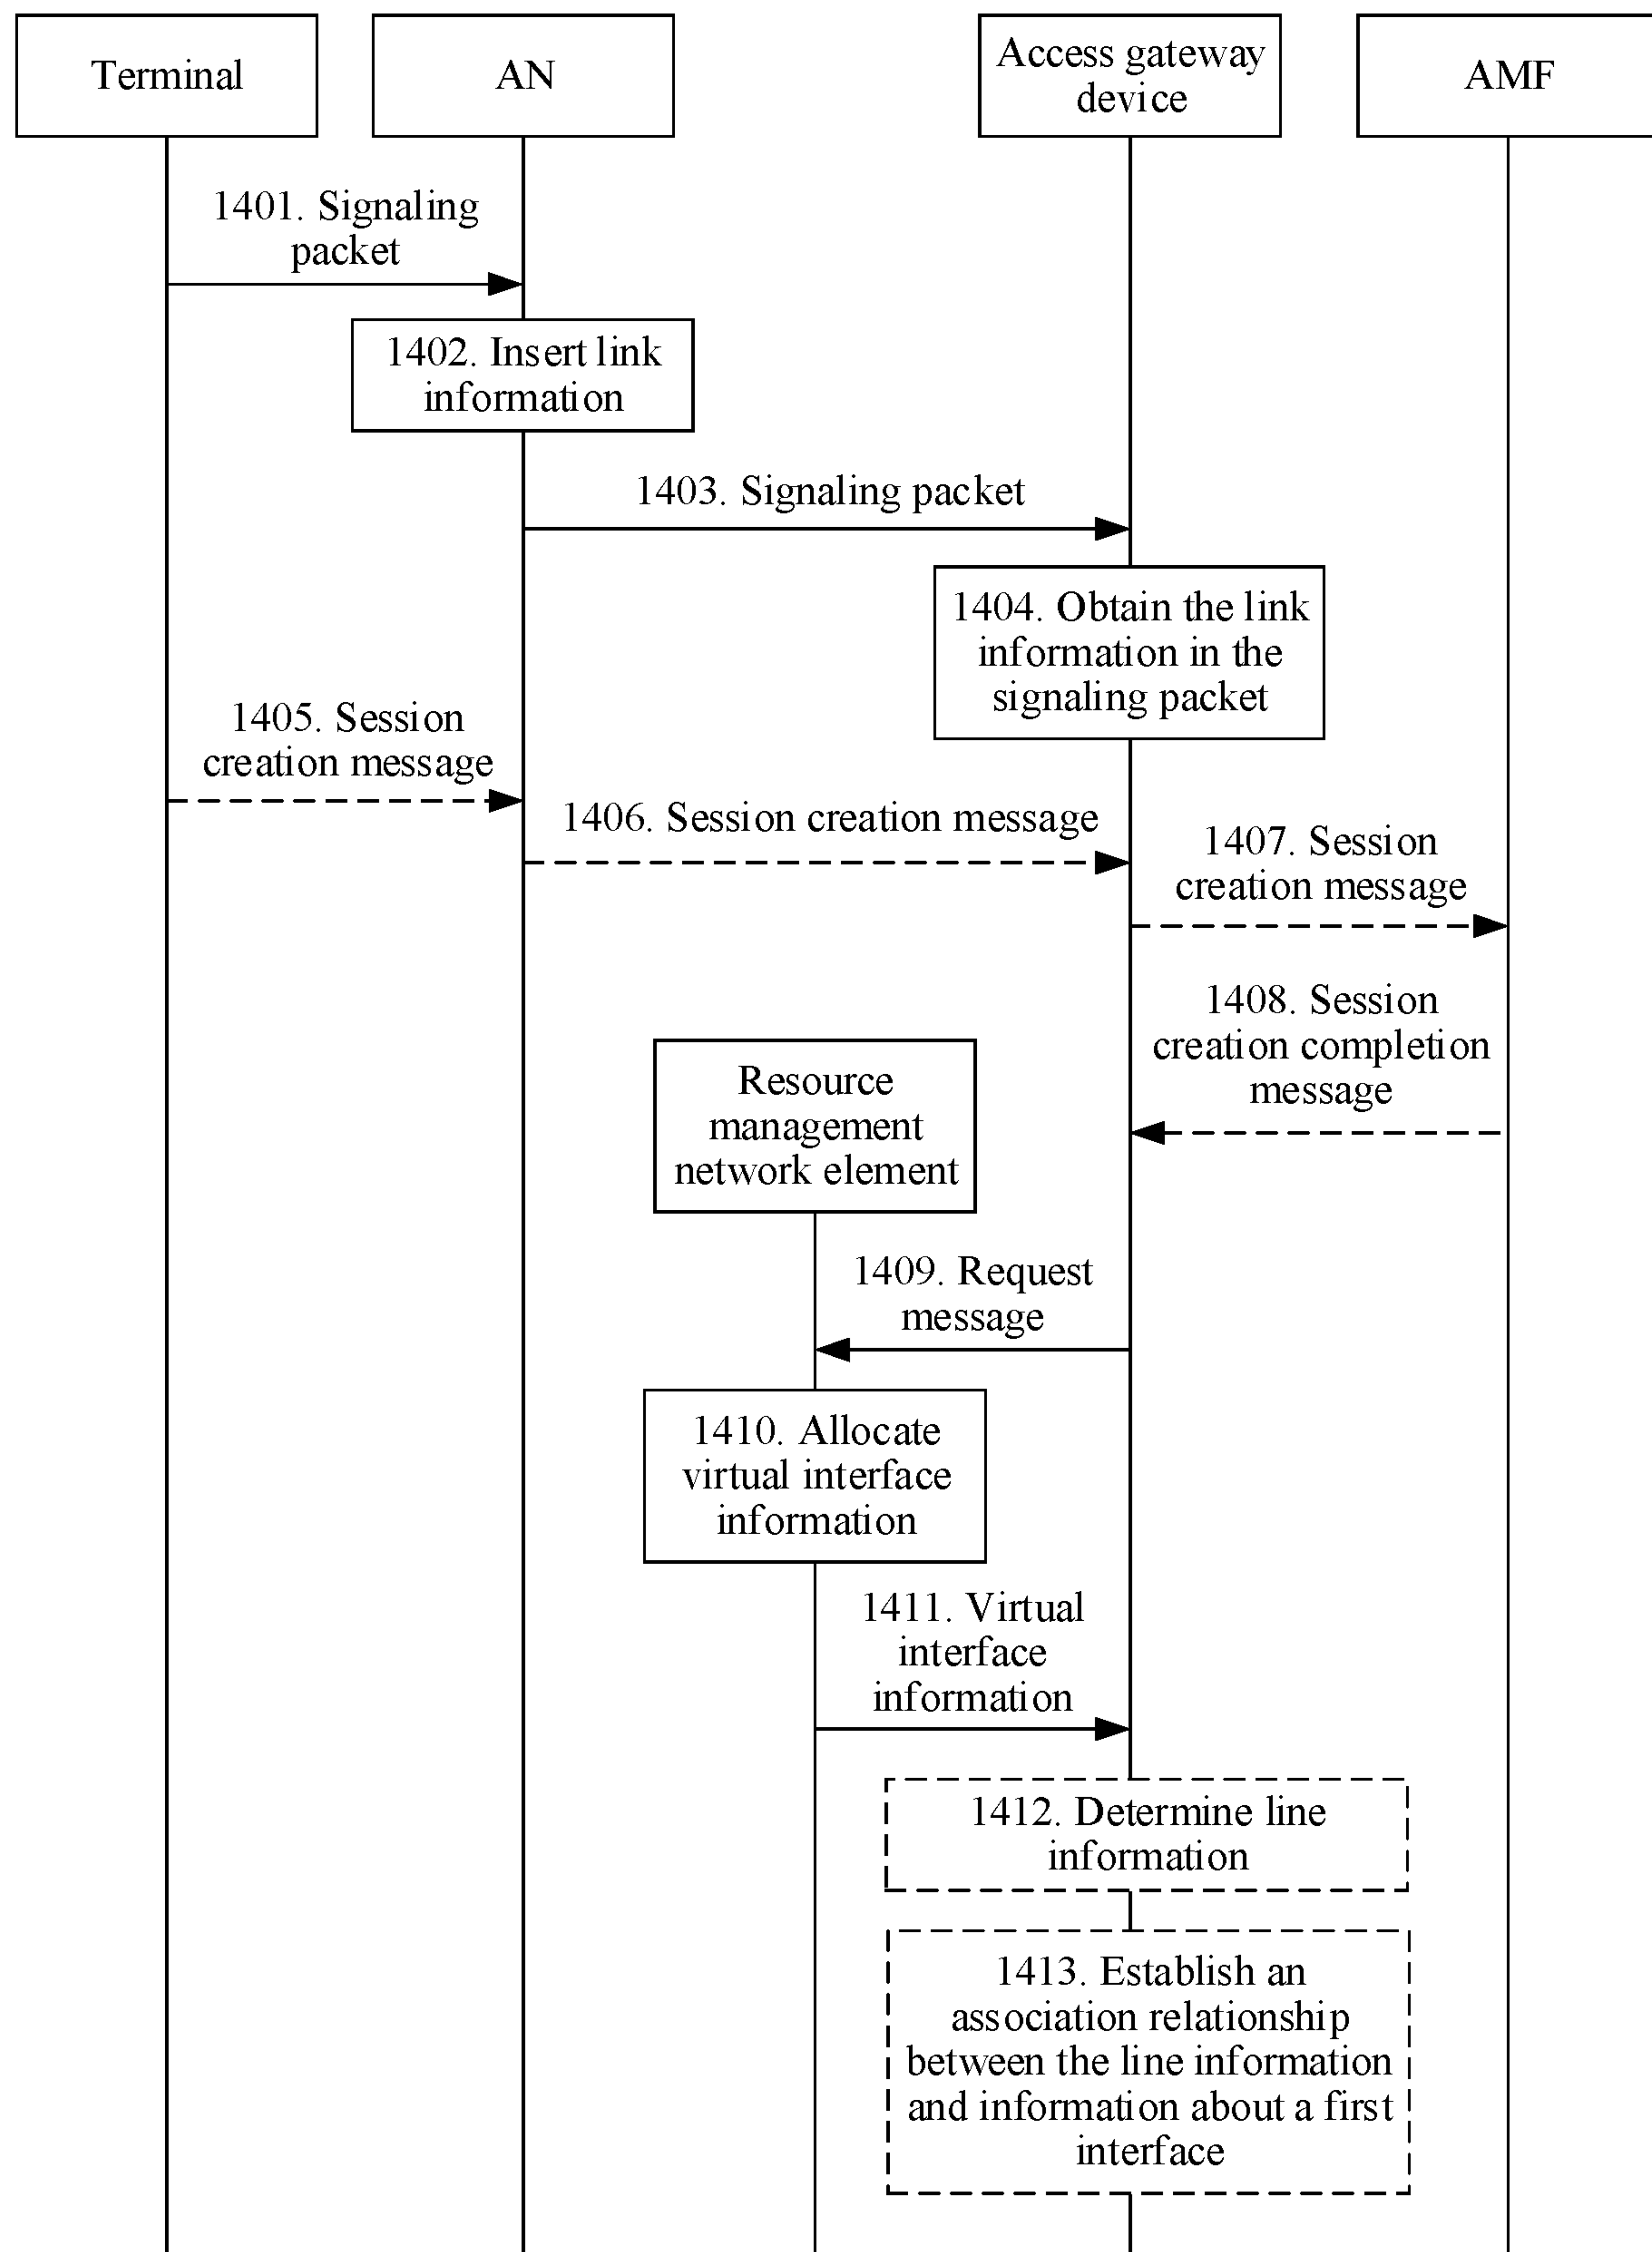 Terminal
AN
Access gateway
device
AMF
1401. Signaling
packet
1402. Insert link
information
1403. Signaling packet
1404. Obtain the link
information in the
signaling packet
1405. Session
creation message
1406. Session creation message
1407. Session
creation message
1408. Session
creation completion
message
Resource
management
network element
1409. Request
message
1410. Allocate
virtual interface
information
1411. Virtual
interface
information
1412. Determine line
information
1413. Establish an
association relationship
between the line information
and information about a first
interface